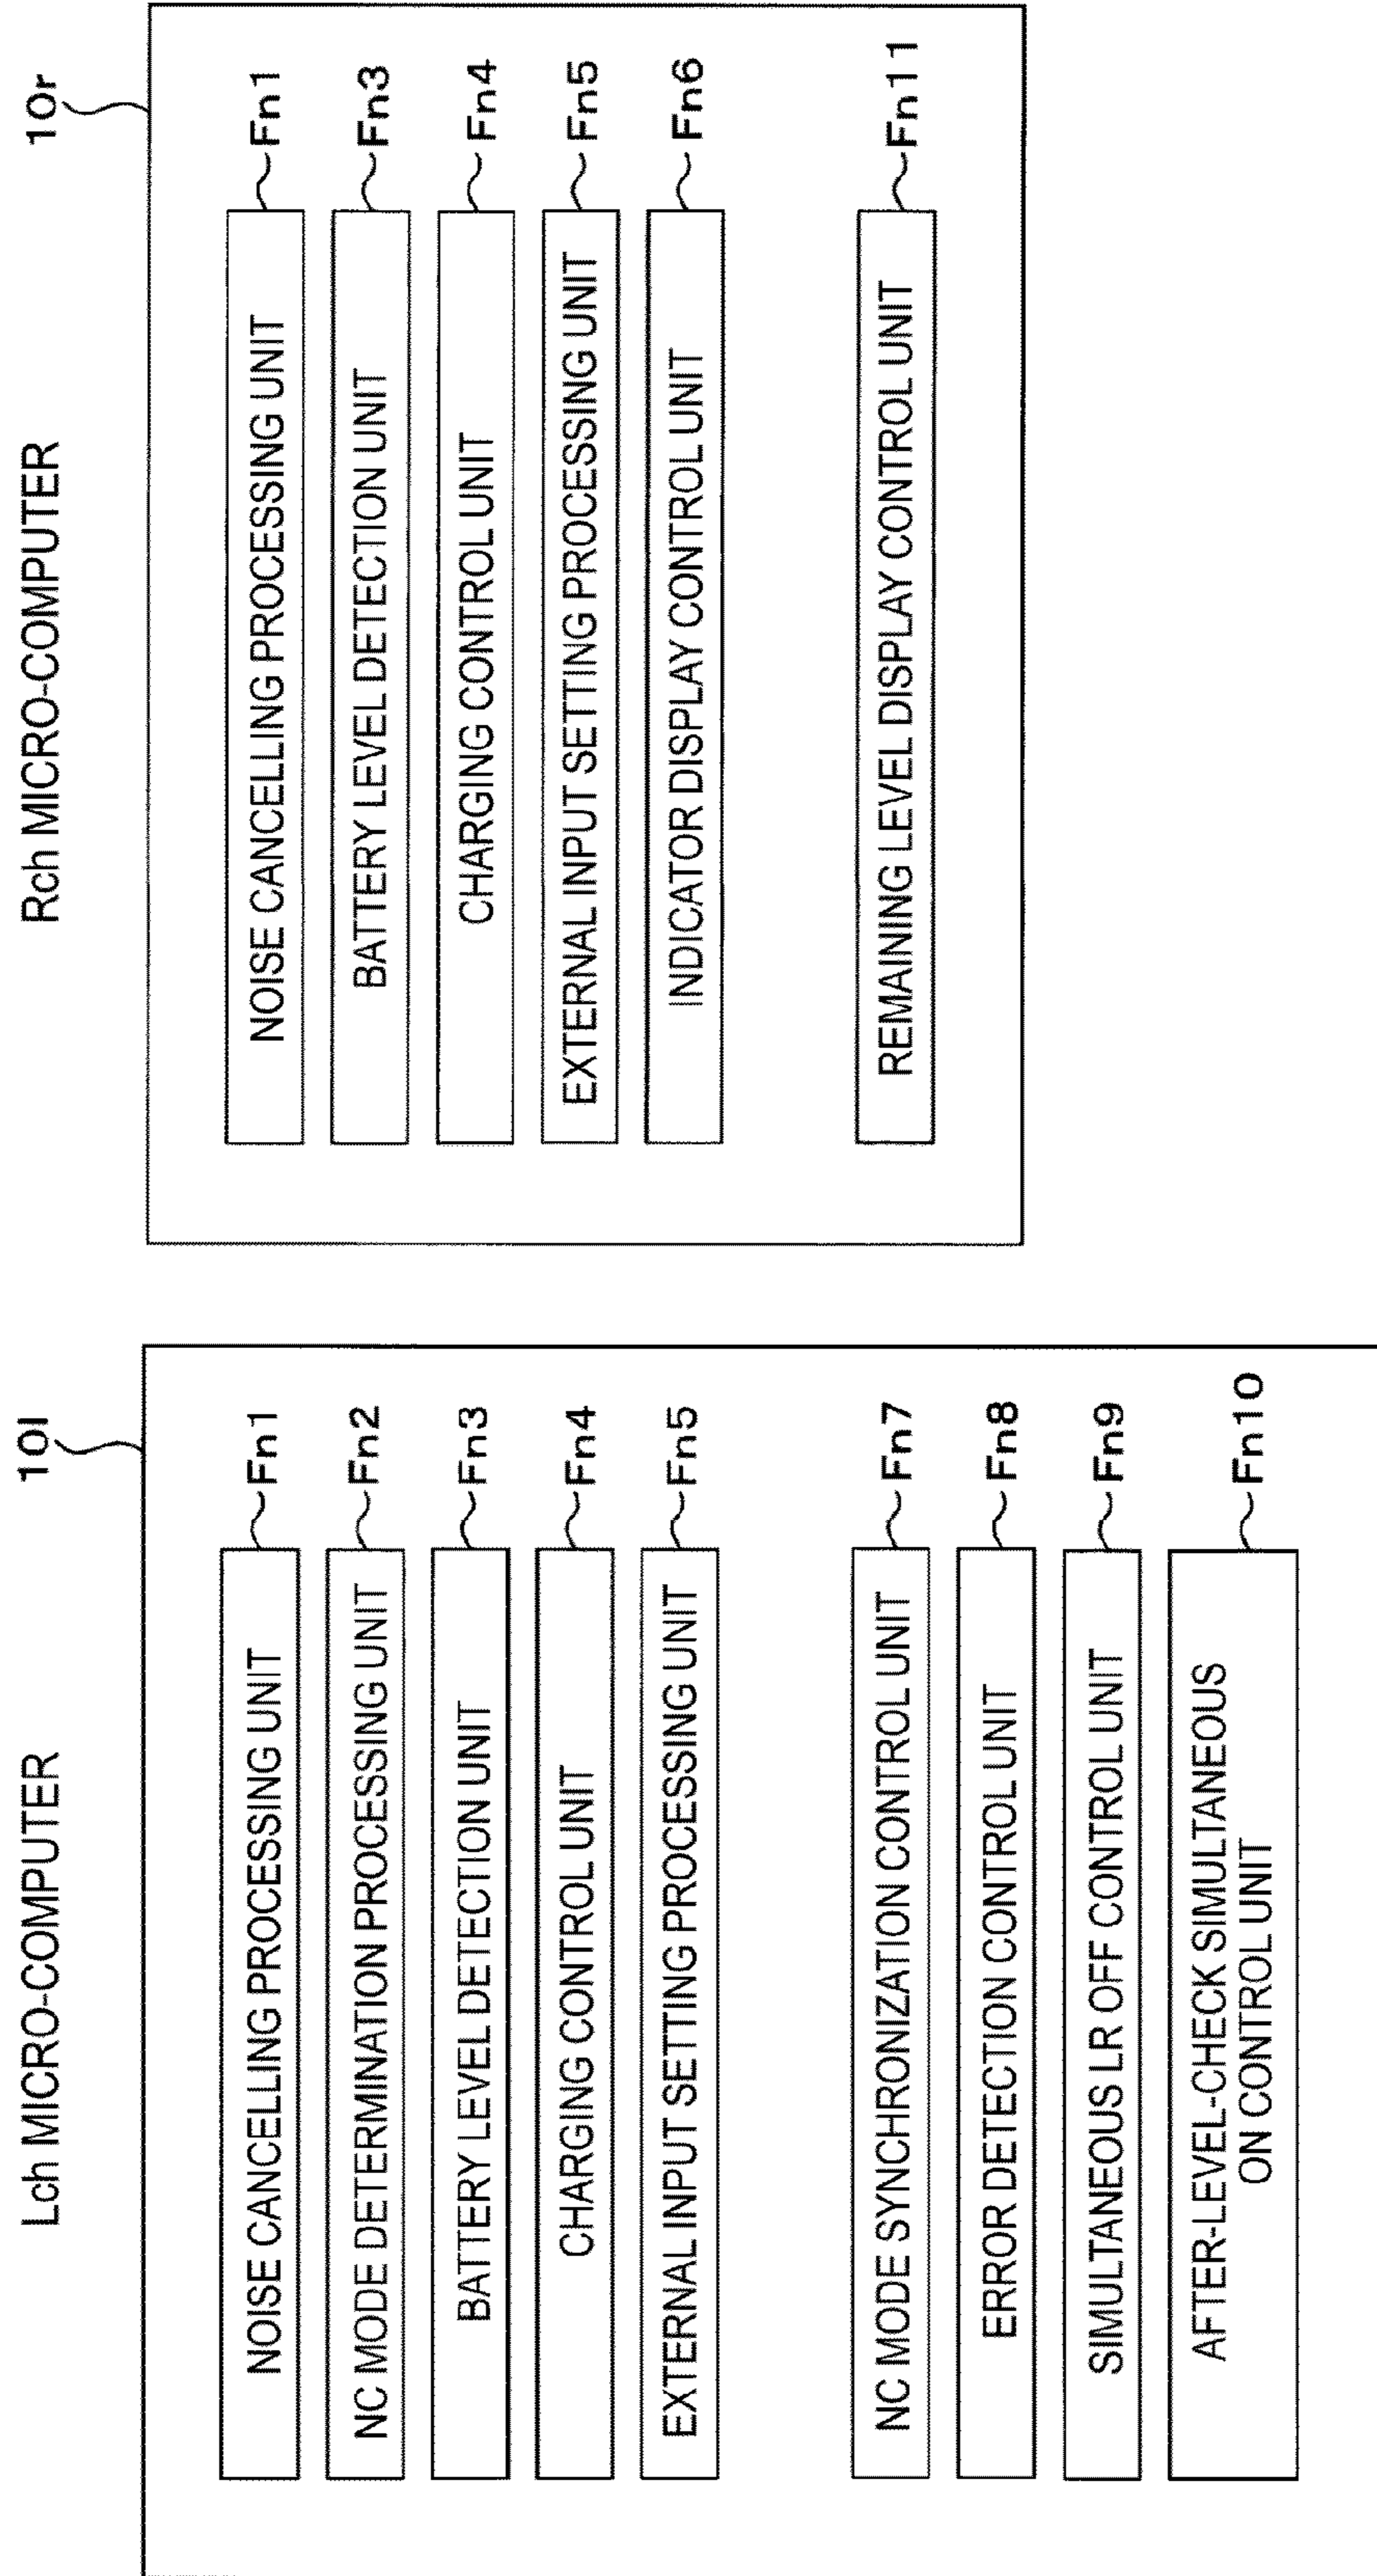 Lch MICRO-COMPUTER
10l
NOISE CANCELLING PROCESSING UNIT
Fn1
NC MODE DETERMINATION PROCESSING UNIT
Fn2
BATTERY LEVEL DETECTION UNIT
Fn3
CHARGING CONTROL UNIT
Fn4
EXTERNAL INPUT SETTING PROCESSING UNIT
Fn5
NC MODE SYNCHRONIZATION CONTROL UNIT
Fn7
ERROR DETECTION CONTROL UNIT
Fn8
SIMULTANEOUS LR OFF CONTROL UNIT
Fn9
AFTER-LEVEL-CHECK SIMULTANEOUS
ON CONTROL UNIT
Fn10
Rch MICRO-COMPUTER
10r
NOISE CANCELLING PROCESSING UNIT
Fn1
BATTERY LEVEL DETECTION UNIT
Fn3
CHARGING CONTROL UNIT
Fn4
EXTERNAL INPUT SETTING PROCESSING UNIT
Fn5
INDICATOR DISPLAY CONTROL UNIT
Fn6
REMAINING LEVEL DISPLAY CONTROL UNIT
Fn11